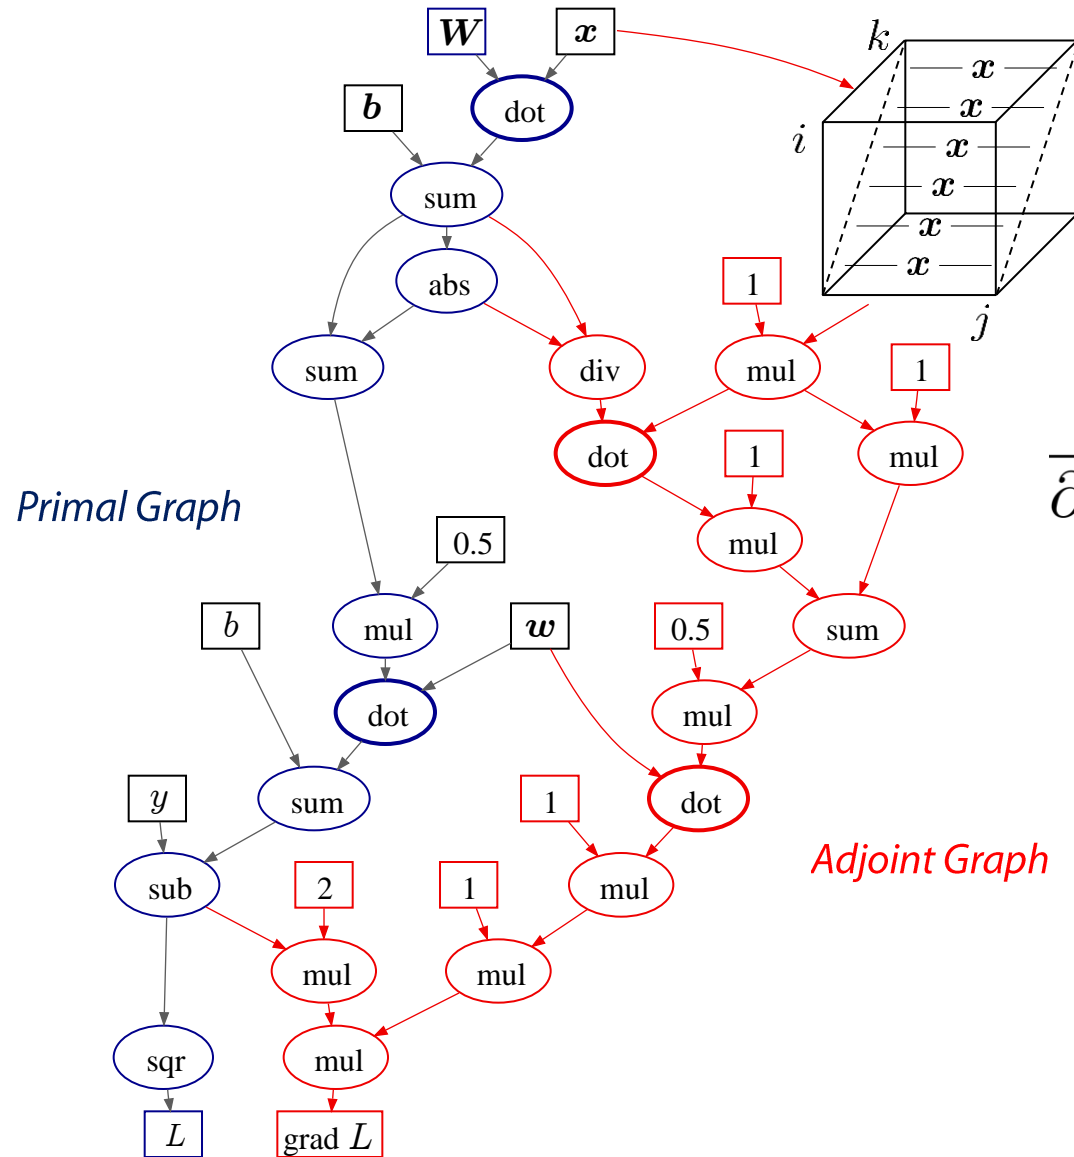 W
x
k
x
x
b
dot
i
x
x
sum
x
x
abs
1
j
sum
div
mul
1
dot
1
mul
Primal Graph
0.5
mul
b
mul
w
0.5
sum
dot
mul
y
sum
1
dot
Adjoint Graph
sub
2
1
mul
mul
mul
sqr
mul
L
grad L